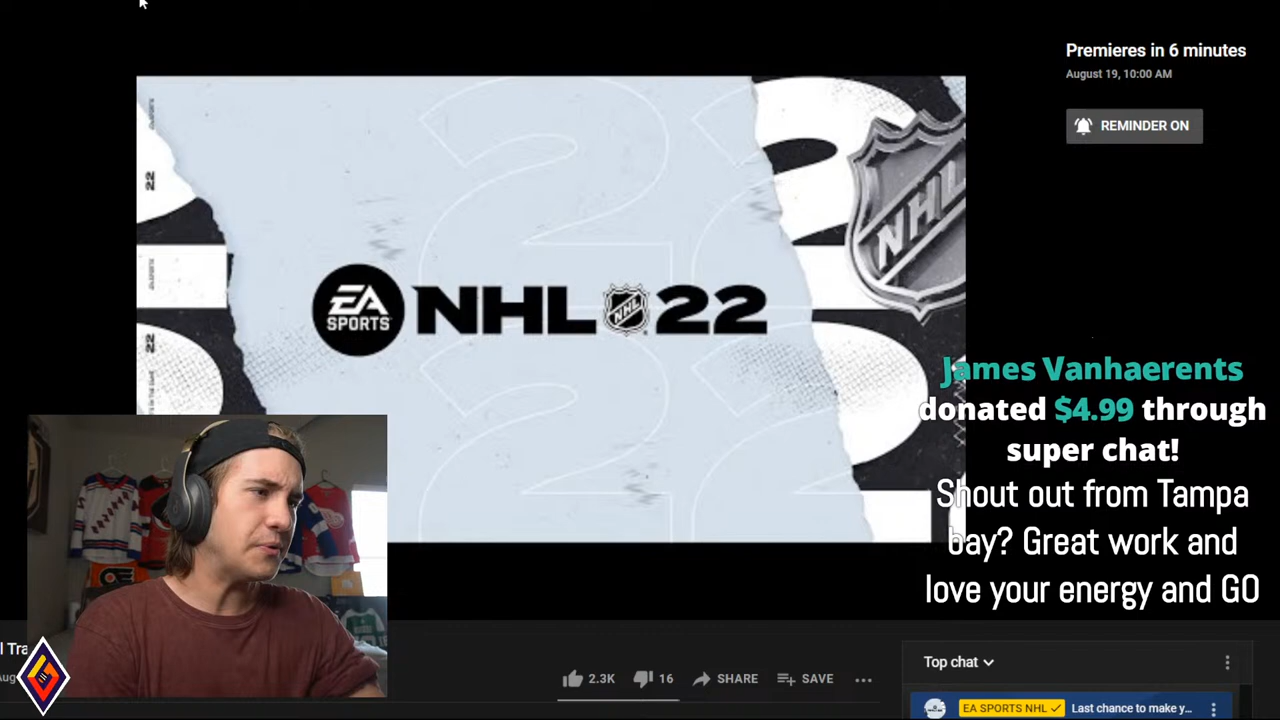 Premieres in 6 minutes
August 19, 10:00 AM
REMINDER ON
22
NHL
EA
SPORTS
NHL NHL 22
22
James Vanhaerents
donated $4.99 through
super chat!
Shout out from Tampa
bay? Great work and
love your energy and GO
2.3K
16
SHARE
SAVE
Top chat
EA SPORTS NHL Last chance to make y...